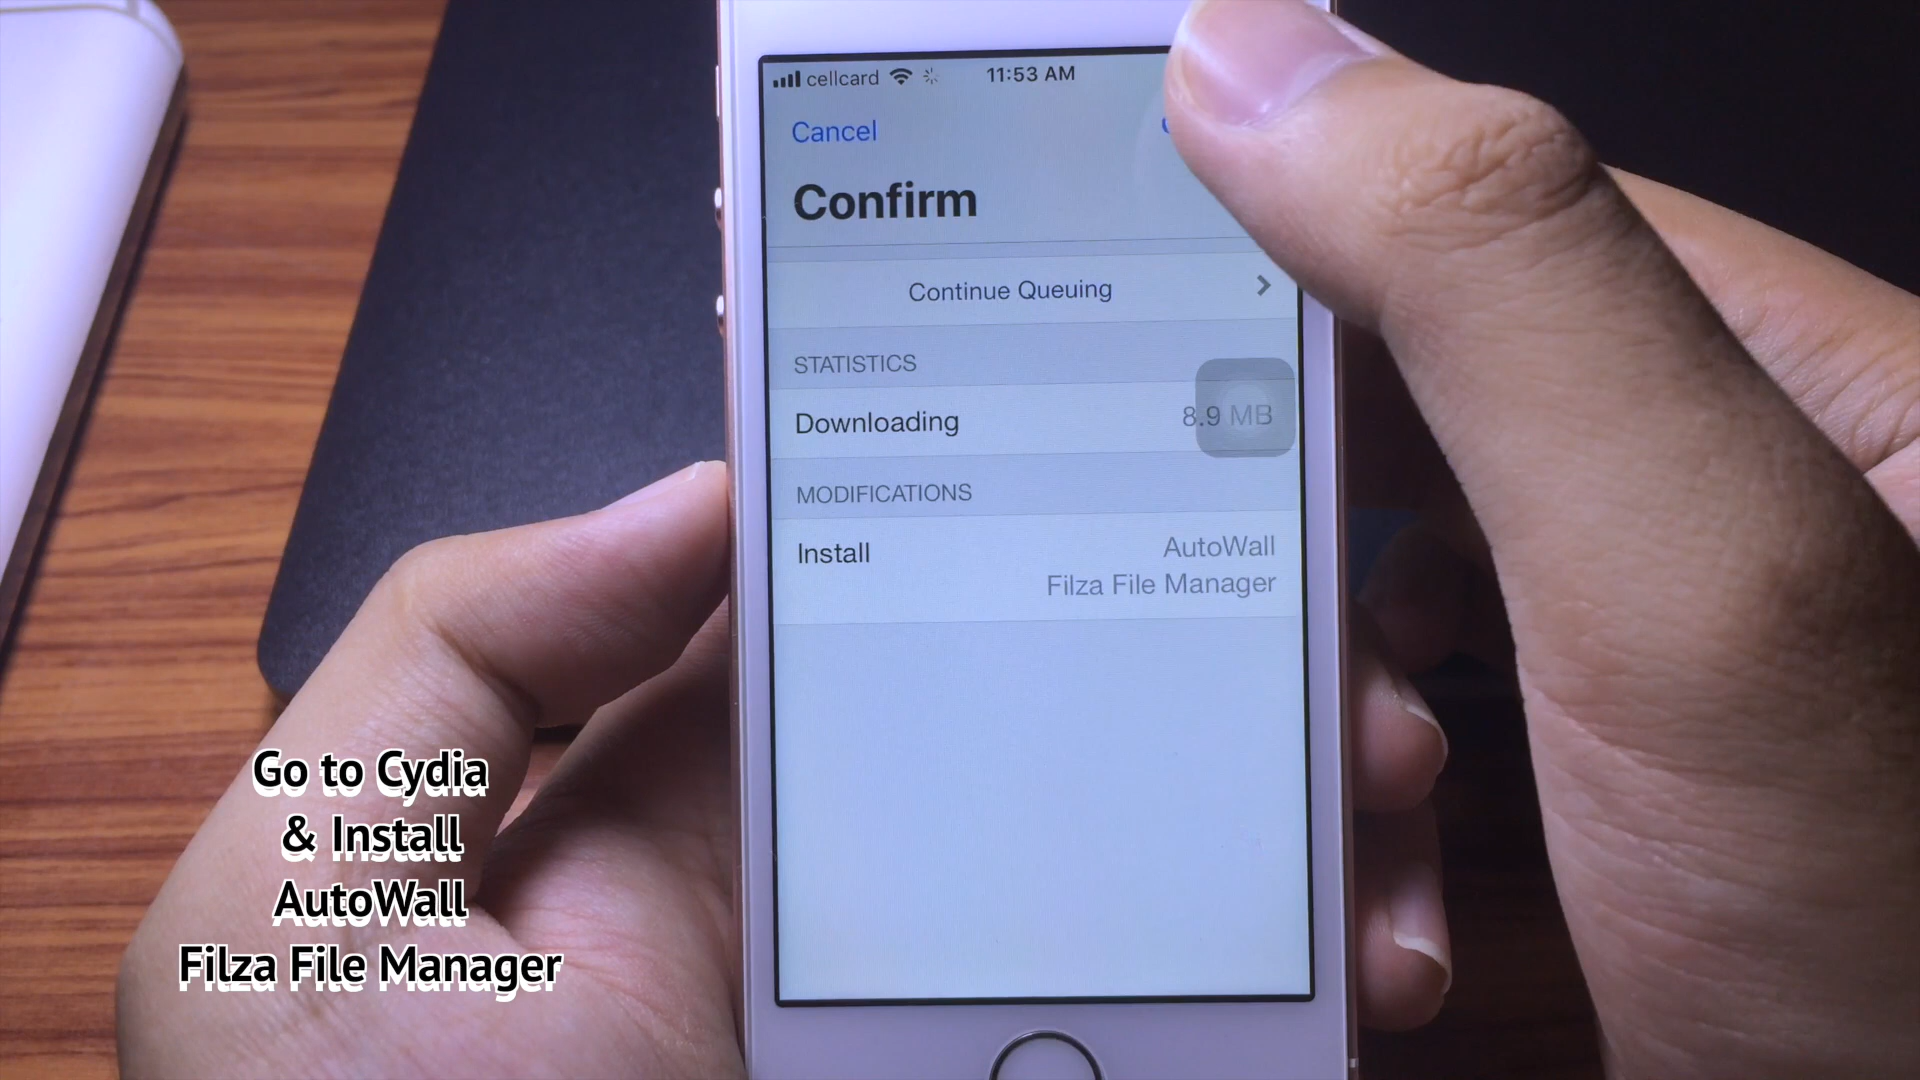 cellcard
11:53 AM
Cancel
Confirm
Continue Queuing
STATISTICS
Downloading 8.9 MB
MODIFICATIONS
Install AutoWall
Filza File Manager
Go to Cydia
& Install
AutoWall
Filza File Manager